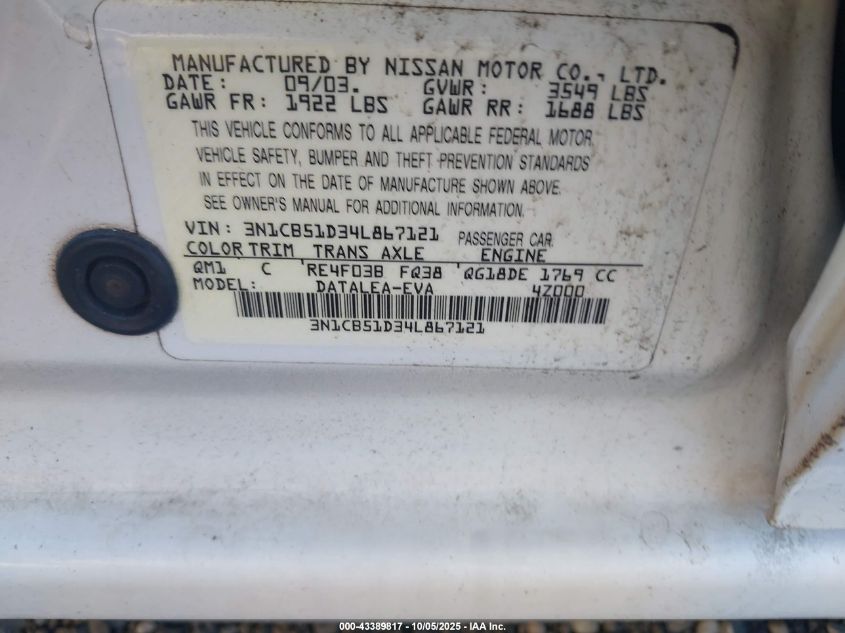 MANUFACTURED BY NISSAN MOTOR CO., LTD.
DATE: 09/03. GVWR: 3549 LBS
GAWR FR: 1922 LBS GAWR RR: 1688 LBS
THIS VEHICLE CONFORMS TO ALL APPLICABLE FEDERAL MOTOR
VEHICLE SAFETY, BUMPER AND THEFT PREVENTION STANDARDS
IN EFFECT ON THE DATE OF MANUFACTURE SHOWN ABOVE.
SEE OWNER'S MANUAL FOR ADDITIONAL INFORMATION.
VIN: 3N1CB51D34L867121 PASSENGER CAR
COLOR TRIM TRANS AXLE ENGINE
QM1 C RE4F03B FQ38 QG18DE 1769 CC
MODEL: DATALEA-EVA 4Z000
3N1CB51D34L867121
000-43389817 - 10/05/2025 - IAA Inc.